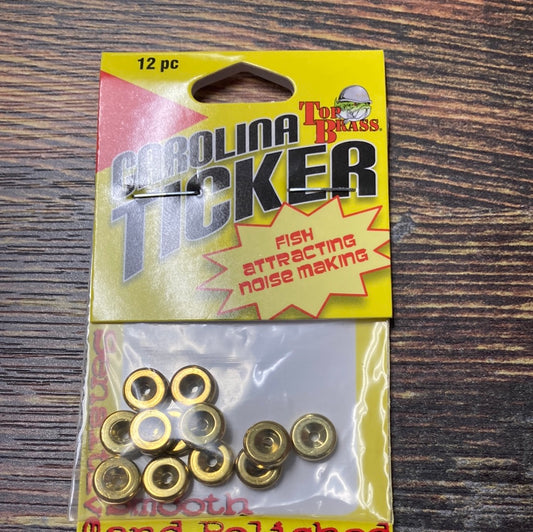 12 pc
TOP
BRASS®
CAROLINA
TICKER
FISH
ATTRACTING
NOISE MAKING
Smooth
Hand Polished